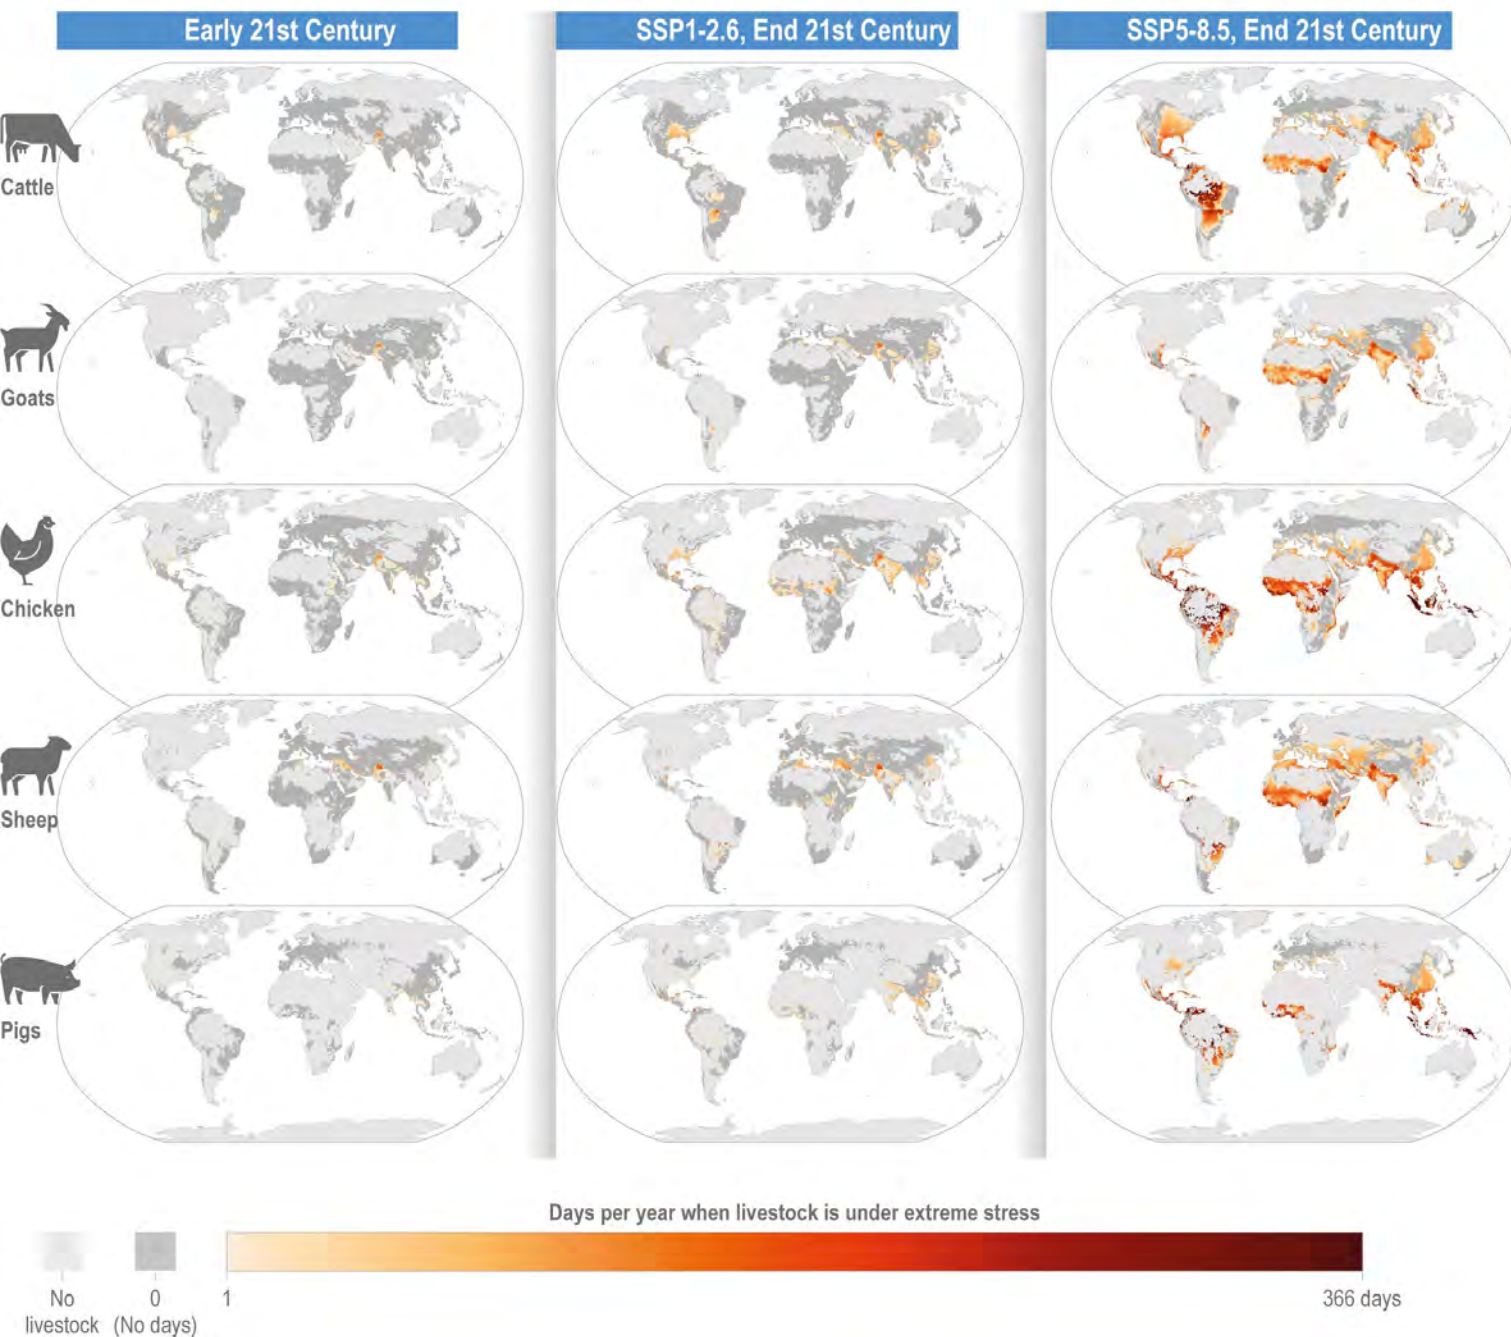 Early 21st Century
SSP1-2.6, End 21st Century
SSP5-8.5, End 21st Century
Cattle
Goats
Chicken
Sheep
Pigs
Days per year when livestock is under extreme stress
No
livestock
0
(No days)
1
366 days